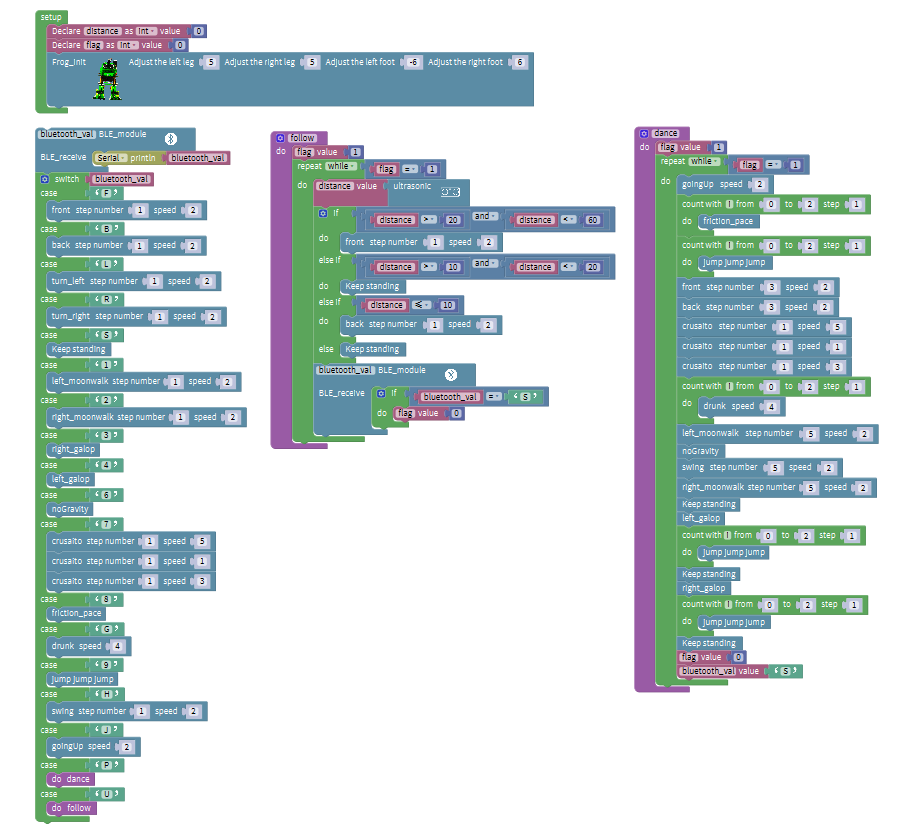 setup
Declare distance as int value 0
Declare flag as int value 0
Frog_init Adjust the left leg 5 Adjust the right leg 5 Adjust the left foot -6 Adjust the right foot 6
bluetooth_val BLE_module
BLE_receive Serial println bluetooth_val
switch bluetooth_val
case ‘F’
front step number 1 speed 2
case ‘B’
back step number 1 speed 2
case ‘L’
turn_left step number 1 speed 2
case ‘R’
turn_right step number 1 speed 2
case ‘S’
Keep standing
case ‘1’
left_moonwalk step number 1 speed 2
case ‘2’
right_moonwalk step number 1 speed 2
case ‘3’
right_galop
case ‘4’
left_galop
case ‘6’
noGravity
case ‘7’
crusaito step number 1 speed 5
crusaito step number 1 speed 1
crusaito step number 1 speed 3
case ‘8’
friction_pace
case ‘G’
drunk speed 4
case ‘9’
jump jump jump
case ‘H’
swing step number 1 speed 2
case ‘J’
goingUp speed 2
case ‘P’
do dance
case ‘U’
do follow
follow
do flag value 1
repeat while flag = 1
do distance value ultrasonic
if distance > 20 and distance < 60
do front step number 1 speed 2
else if distance > 10 and distance < 20
do Keep standing
else if distance ≤ 10
do back step number 1 speed 2
else Keep standing
bluetooth_val BLE_module
BLE_receive if bluetooth_val = ‘S’
do flag value 0
dance
do flag value 1
repeat while flag = 1
do goingUp speed 2
count with i from 0 to 2 step 1
do friction_pace
count with i from 0 to 2 step 1
do jump jump jump
front step number 3 speed 2
back step number 3 speed 2
crusaito step number 1 speed 5
crusaito step number 1 speed 1
crusaito step number 1 speed 3
count with i from 0 to 2 step 1
do drunk speed 4
left_moonwalk step number 5 speed 2
noGravity
swing step number 5 speed 2
right_moonwalk step number 5 speed 2
Keep standing
left_galop
count with i from 0 to 2 step 1
do jump jump jump
Keep standing
right_galop
count with i from 0 to 2 step 1
do jump jump jump
Keep standing
flag value 0
bluetooth_val value ‘S’